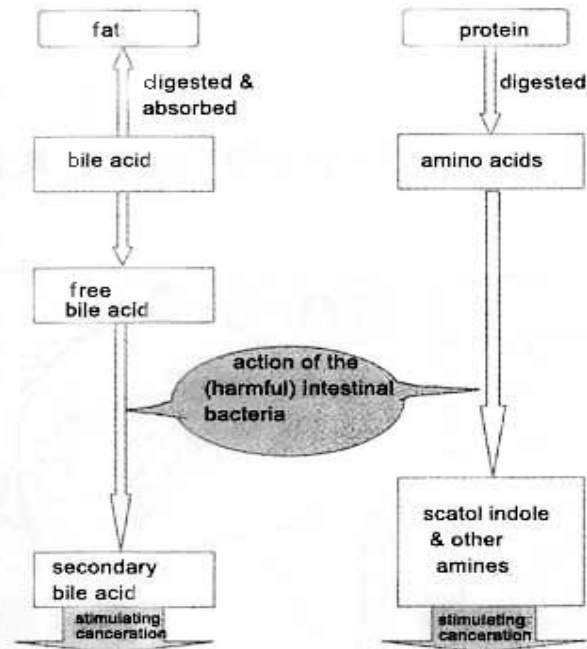 fat
digested &
absorbed
bile acid
free
bile acid
action of the
(harmful) intestinal
bacteria
secondary
bile acid
stimulating
canceration
protein
digested
amino acids
scatol indole
& other
amines
stimulating
canceration